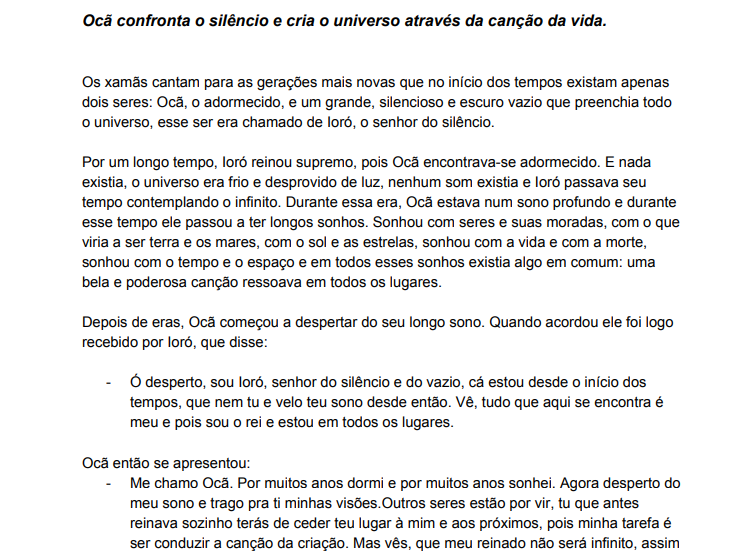 Ocã confronta o silêncio e cria o universo através da canção da vida.
Os xamãs cantam para as gerações mais novas que no início dos tempos existam apenas
dois seres: Ocã, o adormecido, e um grande, silencioso e escuro vazio que preenchia todo
o universo, esse ser era chamado de Ioró, o senhor do silêncio.
Por um longo tempo, Ioró reinou supremo, pois Ocã encontrava-se adormecido. E nada
existia, o universo era frio e desprovido de luz, nenhum som existia e Ioró passava seu
tempo contemplando o infinito. Durante essa era, Ocã estava num sono profundo e durante
esse tempo ele passou a ter longos sonhos. Sonhou com seres e suas moradas, com o que
viria a ser terra e os mares, com o sol e as estrelas, sonhou com a vida e com a morte,
sonhou com o tempo e o espaço e em todos esses sonhos existia algo em comum: uma
bela e poderosa canção ressoava em todos os lugares.
Depois de eras, Ocã começou a despertar do seu longo sono. Quando acordou ele foi logo
recebido por Ioró, que disse:
- Ó desperto, sou Ioró, senhor do silêncio e do vazio, cá estou desde o início dos
tempos, que nem tu e velo teu sono desde então. Vê, tudo que aqui se encontra é
meu e pois sou o rei e estou em todos os lugares.
Ocã então se apresentou:
- Me chamo Ocã. Por muitos anos dormi e por muitos anos sonhei. Agora desperto do
meu sono e trago pra ti minhas visões.Outros seres estão por vir, tu que antes
reinava sozinho terás de ceder teu lugar à mim e aos próximos, pois minha tarefa é
ser conduzir a canção da criação. Mas vês, que meu reinado não será infinito, assim